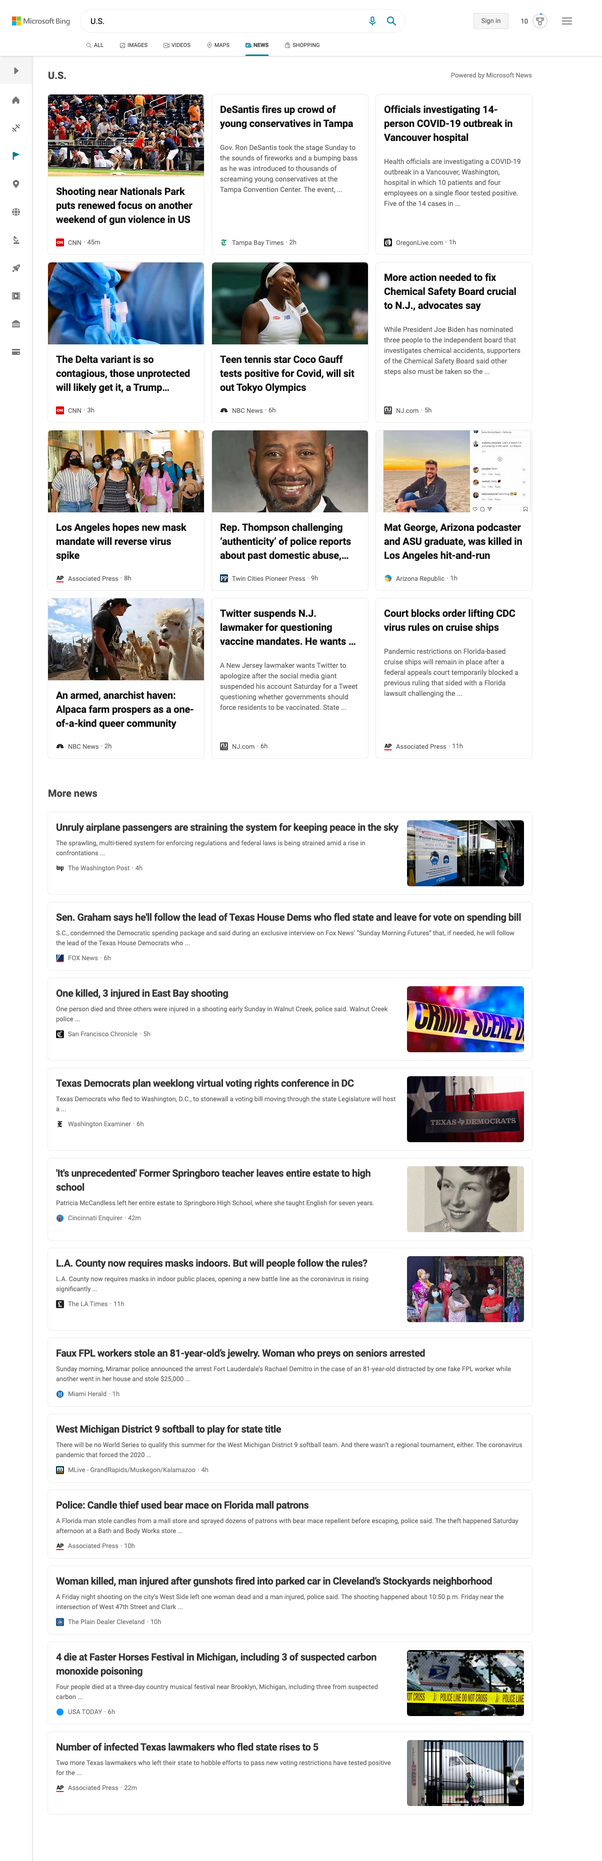 Microsoft Bing
U.S.
Sign in
10
ALL IMAGES VIDEOS MAPS NEWS SHOPPING
U.S.
Powered by Microsoft News
Shooting near Nationals Park
puts renewed focus on another
weekend of gun violence in US
CNN · 45m
DeSantis fires up crowd of
young conservatives in Tampa
Gov. Ron DeSantis took the stage Sunday to
the sounds of fireworks and a bumping bass
as he was introduced to thousands of
screaming young conservatives at the
Tampa Convention Center. The event, ...
Tampa Bay Times · 2h
Officials investigating 14-
person COVID-19 outbreak in
Vancouver hospital
Health officials are investigating a COVID-19
outbreak in a Vancouver, Washington,
hospital in which 10 patients and four
employees on a single floor tested positive.
Five of the 14 cases in ...
OregonLive.com · 1h
The Delta variant is so
contagious, those unprotected
will likely get it, a Trump...
CNN · 3h
Teen tennis star Coco Gauff
tests positive for Covid, will sit
out Tokyo Olympics
NBC News · 6h
More action needed to fix
Chemical Safety Board crucial
to N.J., advocates say
While President Joe Biden has nominated
three people to the independent board that
investigates chemical accidents, supporters
of the Chemical Safety Board said other
steps also must be taken so the ...
NJ.com · 5h
Los Angeles hopes new mask
mandate will reverse virus
spike
Associated Press · 8h
Rep. Thompson challenging
‘authenticity’ of police reports
about past domestic abuse,...
Twin Cities Pioneer Press · 9h
Mat George, Arizona podcaster
and ASU graduate, was killed in
Los Angeles hit-and-run
Arizona Republic · 1h
An armed, anarchist haven:
Alpaca farm prospers as a one-
of-a-kind queer community
NBC News · 2h
Twitter suspends N.J.
lawmaker for questioning
vaccine mandates. He wants ...
A New Jersey lawmaker wants Twitter to
apologize after the social media giant
suspended his account Saturday for a Tweet
questioning whether governments should
force residents to be vaccinated. State ...
NJ.com · 6h
Court blocks order lifting CDC
virus rules on cruise ships
Pandemic restrictions on Florida-based
cruise ships will remain in place after a
federal appeals court temporarily blocked a
previous ruling that sided with a Florida
lawsuit challenging the ...
Associated Press · 11h
More news
Unruly airplane passengers are straining the system for keeping peace in the sky
The sprawling, multi-tiered system for enforcing regulations and federal laws is being strained amid a rise in
confrontations ...
The Washington Post · 4h
Sen. Graham says he'll follow the lead of Texas House Dems who fled state and leave for vote on spending bill
S.C., condemned the Democratic spending package and said during an exclusive interview on Fox News' "Sunday Morning Futures" that, if needed, he will follow
the lead of the Texas House Democrats who ...
FOX News · 6h
One killed, 3 injured in East Bay shooting
One person died and three others were injured in a shooting early Sunday in Walnut Creek, police said. Walnut Creek
police ...
San Francisco Chronicle · 5h
CRIME SCENE D
Texas Democrats plan weeklong virtual voting rights conference in DC
Texas Democrats who fled to Washington, D.C., to stonewall a voting bill moving through the state Legislature will host
a ...
Washington Examiner · 6h
TEXAS DEMOCRATS
'It's unprecedented' Former Springboro teacher leaves entire estate to high
school
Patricia McCandless left her entire estate to Springboro High School, where she taught English for seven years.
Cincinnati Enquirer · 42m
L.A. County now requires masks indoors. But will people follow the rules?
L.A. County now requires masks in indoor public places, opening a new battle line as the coronavirus is rising
significantly ...
The LA Times · 11h
Faux FPL workers stole an 81-year-old's jewelry. Woman who preys on seniors arrested
Sunday morning, Miramar police announced the arrest Fort Lauderdale's Rachael Demitro in the case of an 81-year-old distracted by one fake FPL worker while
another went in her house and stole $25,000 ...
Miami Herald · 1h
West Michigan District 9 softball to play for state title
There will be no World Series to qualify this summer for the West Michigan District 9 softball team. And there wasn't a regional tournament, either. The coronavirus
pandemic that forced the 2020 ...
MLive - GrandRapids/Muskegon/Kalamazoo · 4h
Police: Candle thief used bear mace on Florida mall patrons
A Florida man stole candles from a mall store and sprayed dozens of patrons with bear mace repellent before escaping, police said. The theft happened Saturday
afternoon at a Bath and Body Works store ...
Associated Press · 10h
Woman killed, man injured after gunshots fired into parked car in Cleveland's Stockyards neighborhood
A Friday night shooting on the city's West Side left one woman dead and a man injured, police said. The shooting happened about 10:50 p.m. Friday near the
intersection of West 47th Street and Clark ...
The Plain Dealer Cleveland · 10h
4 die at Faster Horses Festival in Michigan, including 3 of suspected carbon
monoxide poisoning
Four people died at a three-day country musical festival near Brooklyn, Michigan, including three from suspected
carbon ...
USA TODAY · 6h
OT CROSS POLICE LINE DO NOT CROSS POLICE LINE
Number of infected Texas lawmakers who fled state rises to 5
Two more Texas lawmakers who left their state to hobble efforts to pass new voting restrictions have tested positive
for the ...
Associated Press · 22m